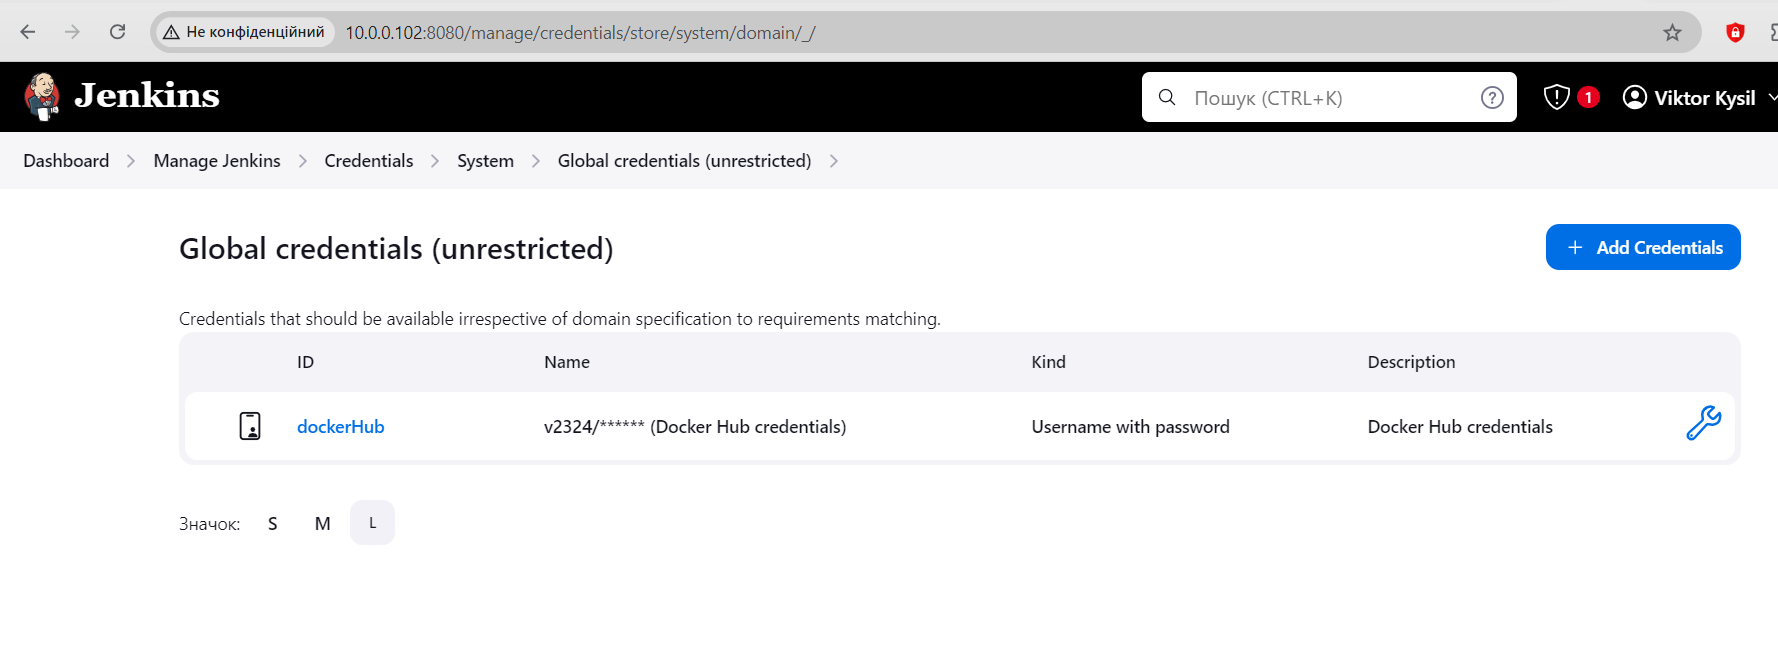 Не конфіденційний 10.0.0.102:8080/manage/credentials/store/system/domain/_/
Jenkins Пошук (CTRL+K) ? 1 Viktor Kysil
Dashboard Manage Jenkins Credentials System Global credentials (unrestricted)
Global credentials (unrestricted) + Add Credentials
Credentials that should be available irrespective of domain specification to requirements matching.
ID Name Kind Description
dockerHub v2324/****** (Docker Hub credentials) Username with password Docker Hub credentials
Значок: S M L